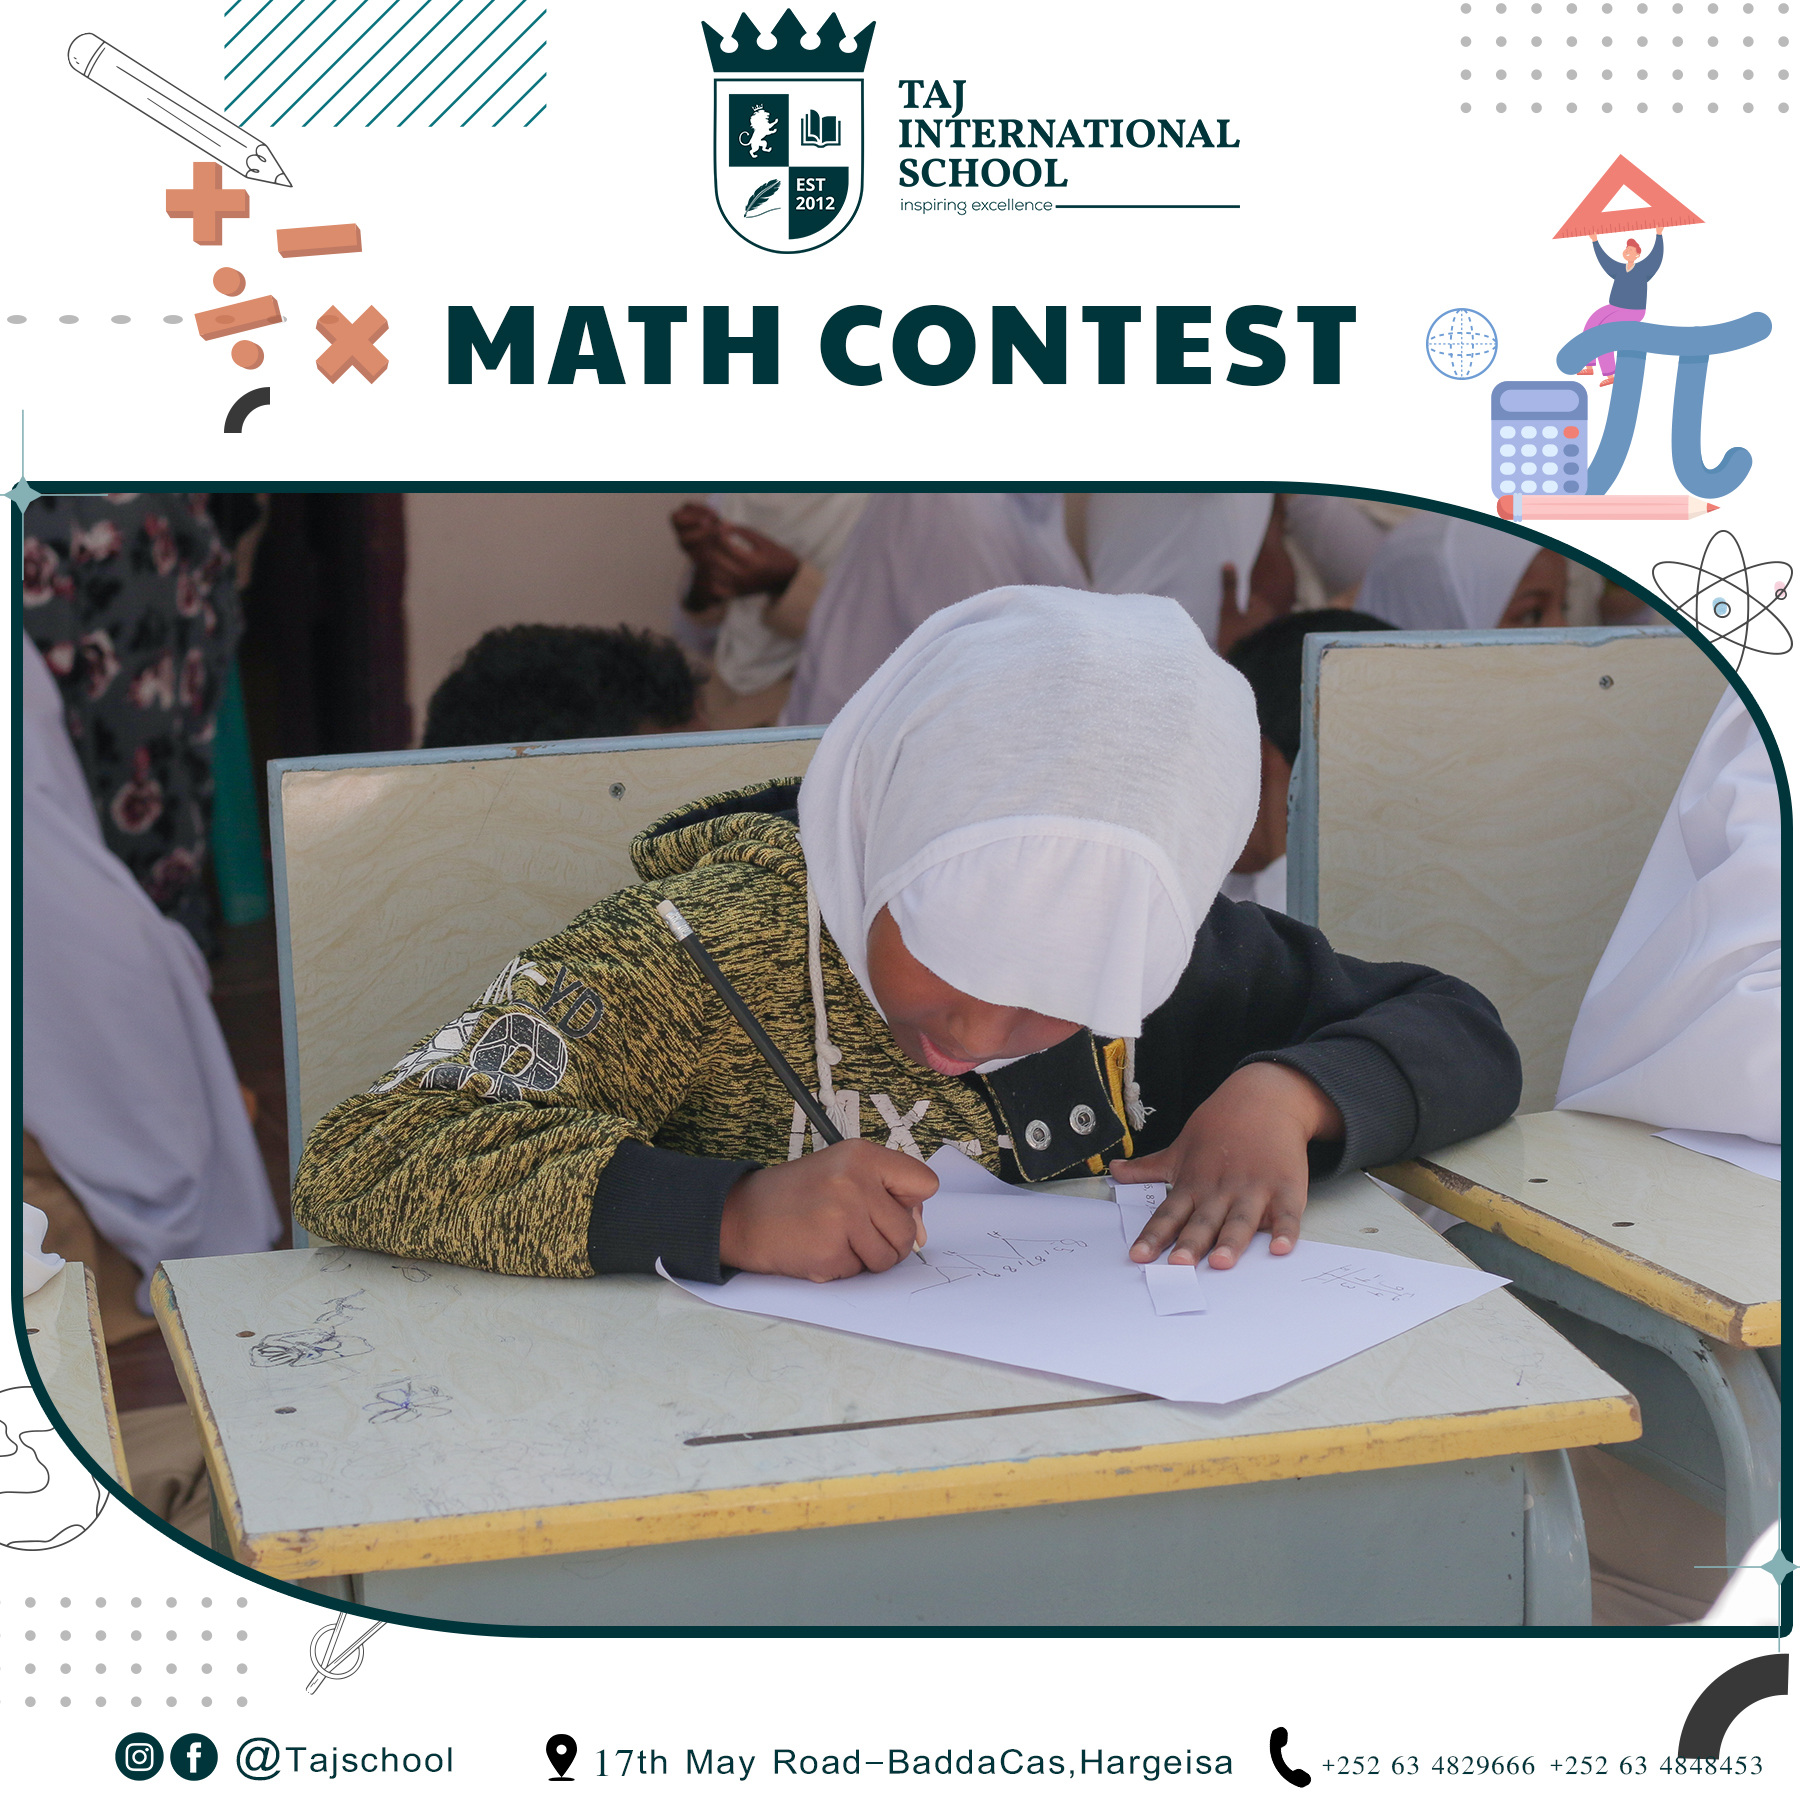 TAJ
INTERNATIONAL
SCHOOL
inspiring excellence
EST
2012
MATH CONTEST
@Tajschool
17th May Road-BaddaCas,Hargeisa
+252 63 4829666 +252 63 4848453